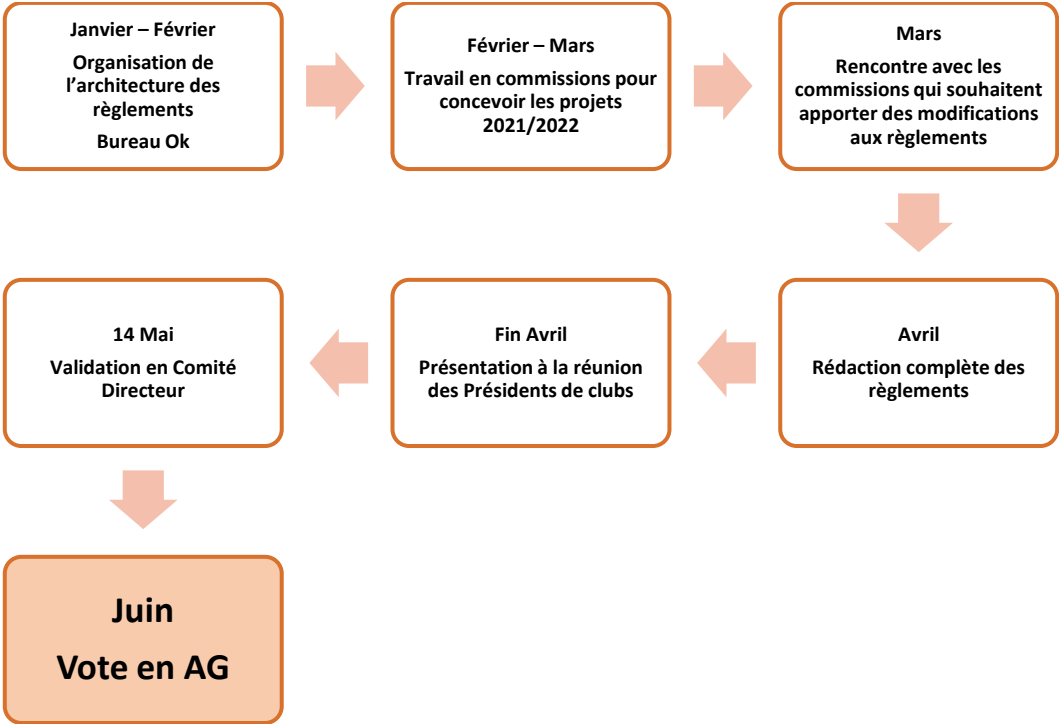 Janvier – Février
Organisation de
l’architecture des
règlements
Bureau Ok
Février – Mars
Travail en commissions pour
concevoir les projets
2021/2022
Mars
Rencontre avec les
commissions qui souhaitent
apporter des modifications
aux règlements
Avril
Rédaction complète des
règlements
Fin Avril
Présentation à la réunion
des Présidents de clubs
14 Mai
Validation en Comité
Directeur
Juin
Vote en AG